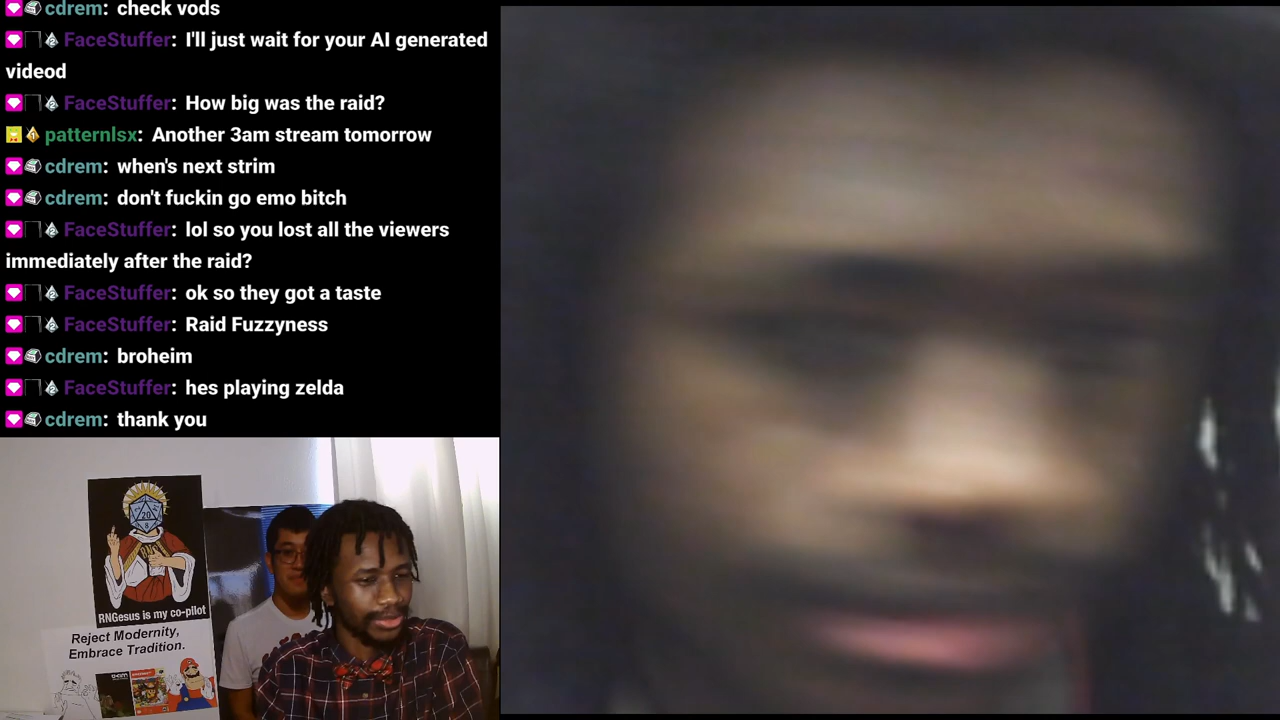 cdrem: check vods
FaceStuffer: I'll just wait for your AI generated
videod
FaceStuffer: How big was the raid?
patternlsx: Another 3am stream tomorrow
cdrem: when's next strim
cdrem: don't fuckin go emo bitch
FaceStuffer: lol so you lost all the viewers
immediately after the raid?
FaceStuffer: ok so they got a taste
FaceStuffer: Raid Fuzzyness
cdrem: broheim
FaceStuffer: hes playing zelda
cdrem: thank you
20
8
RNGesus is my co-pilot
Reject Modernity,
Embrace Tradition.